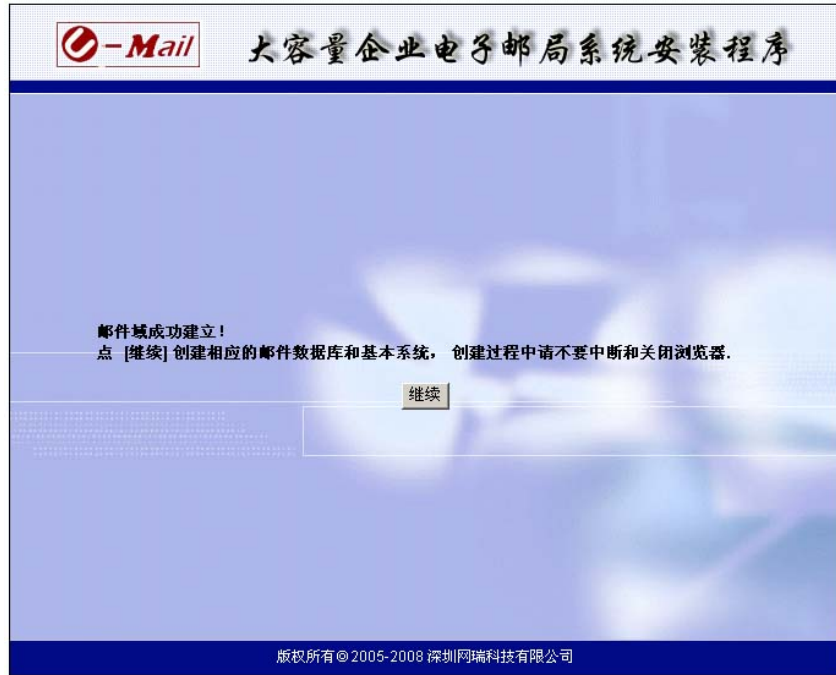 e-Mail 大容量企业电子邮局系统安装程序
邮件域成功建立！
点 [继续] 创建相应的邮件数据库和基本系统， 创建过程中请不要中断和关闭浏览器.
继续
版权所有©2005-2008 深圳网瑞科技有限公司